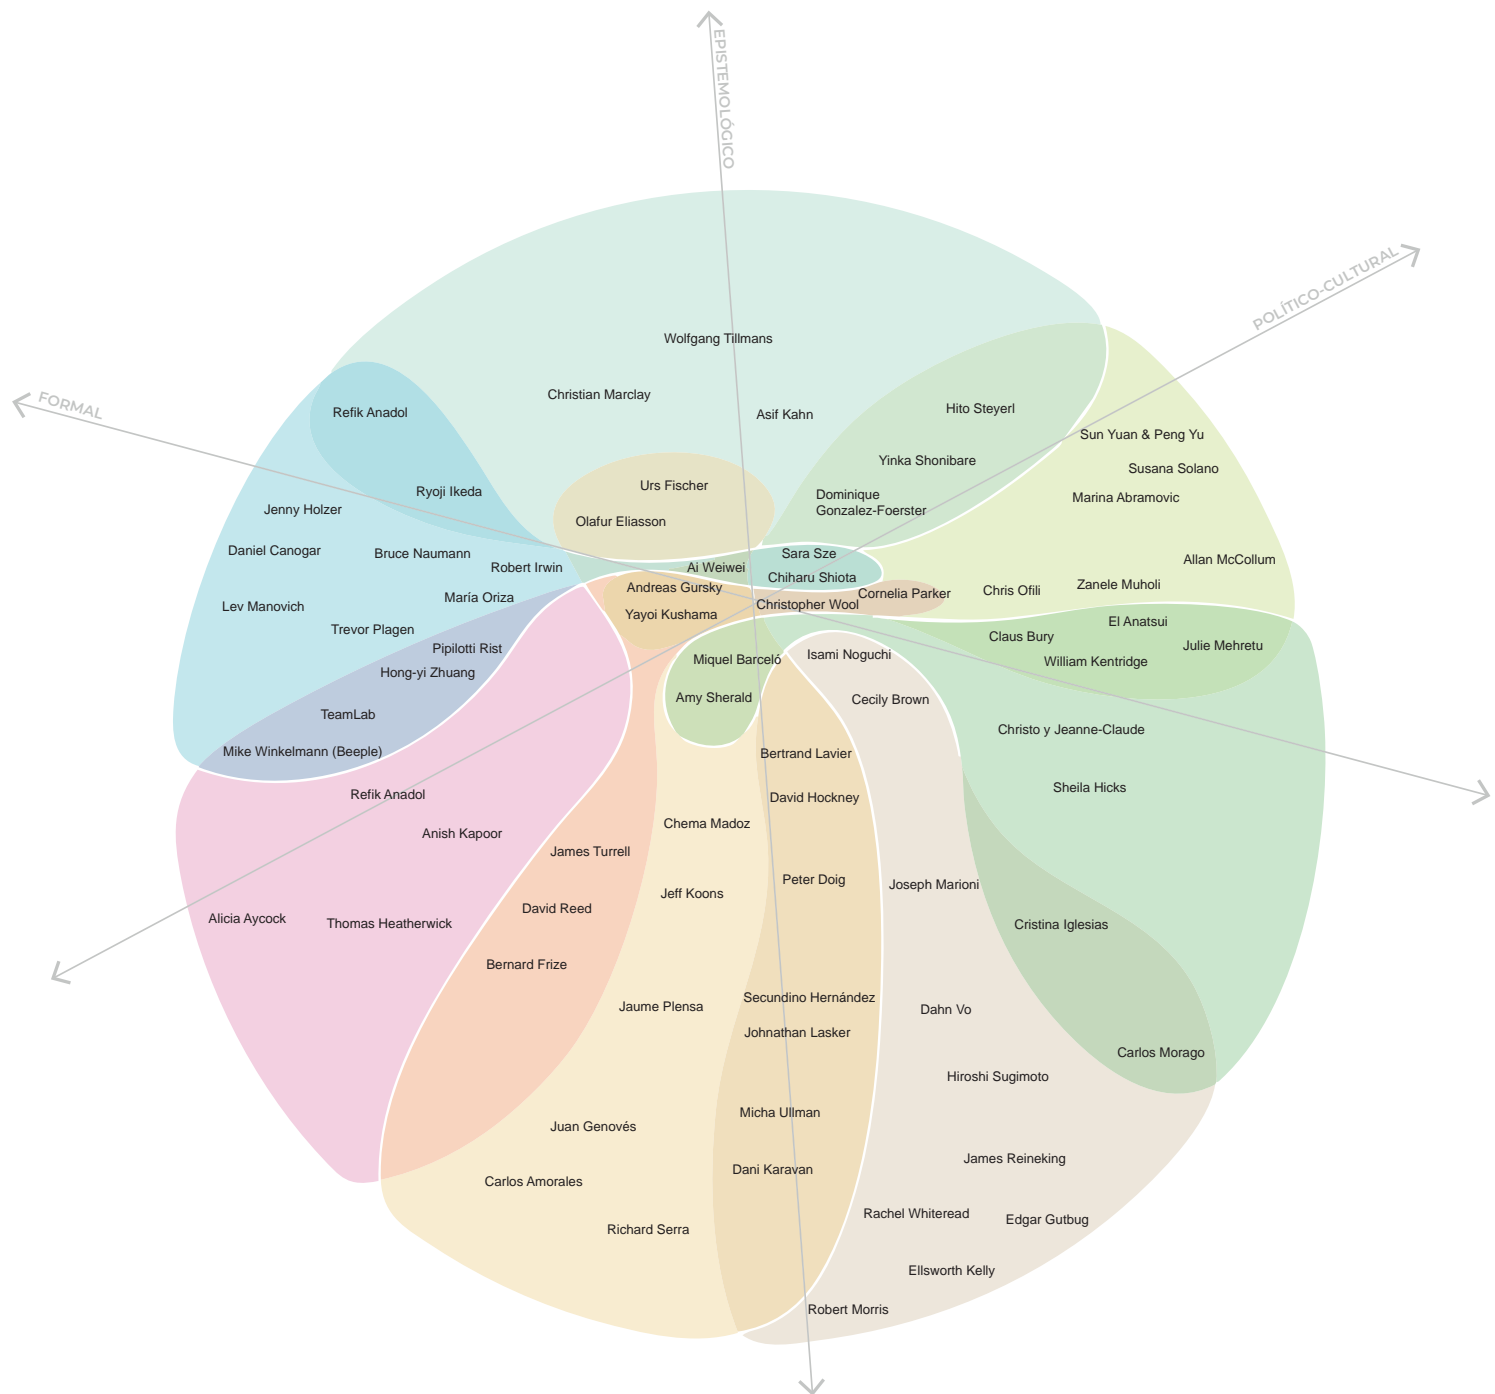 EPISTEMOLÓGICO
POLÍTICO-CULTURAL
FORMAL
Wolfgang Tillmans
Christian Marclay
Asif Kahn
Refik Anadol
Hito Steyerl
Sun Yuan & Peng Yu
Yinka Shonibare
Susana Solano
Urs Fischer
Ryoji Ikeda
Dominique
Gonzalez-Foerster
Marina Abramovic
Jenny Holzer
Olafur Eliasson
Daniel Canogar
Bruce Naumann
Robert Irwin
Sara Sze
Ai Weiwei
Chiharu Shiota
Allan McCollum
Andreas Gursky
Cornelia Parker
Chris Ofili
Zanele Muholi
Lev Manovich
María Oriza
Yayoi Kushama
Christopher Wool
El Anatsui
Trevor Plagen
Claus Bury
Julie Mehretu
Pipilotti Rist
Miquel Barceló
Isami Noguchi
William Kentridge
Hong-yi Zhuang
Amy Sherald
Cecily Brown
TeamLab
Christo y Jeanne-Claude
Mike Winkelmann (Beeple)
Bertrand Lavier
Refik Anadol
David Hockney
Sheila Hicks
Anish Kapoor
Chema Madoz
James Turrell
Peter Doig
Joseph Marioni
Jeff Koons
Alicia Aycock
Thomas Heatherwick
David Reed
Cristina Iglesias
Bernard Frize
Jaume Plensa
Secundino Hernández
Dahn Vo
Johnathan Lasker
Carlos Morago
Hiroshi Sugimoto
Juan Genovés
Micha Ullman
James Reineking
Carlos Amorales
Dani Karavan
Richard Serra
Rachel Whiteread
Edgar Gutbug
Ellsworth Kelly
Robert Morris